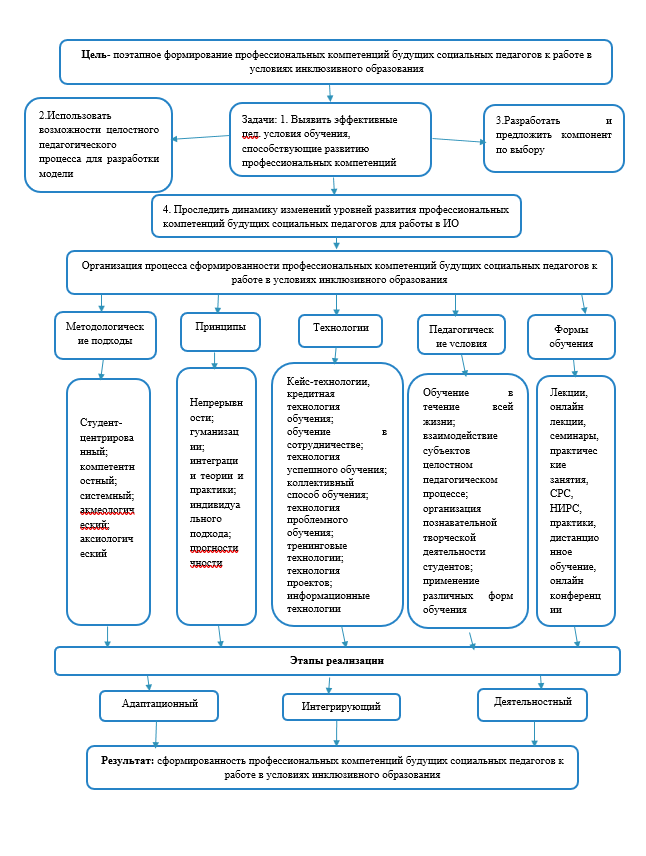 Цель- поэтапное формирование профессиональных компетенций будущих социальных педагогов к работе в
условиях инклюзивного образования
2.Использовать
возможности целостного
педагогического
процесса для разработки
модели
Задачи: 1. Выявить эффективные
пед. условия обучения,
способствующие развитию
профессиональных компетенций
3.Разработать и
предложить компонент
по выбору
4. Проследить динамику изменений уровней развития профессиональных
компетенций будущих социальных педагогов для работы в ИО
Организация процесса сформированности профессиональных компетенций будущих социальных педагогов к
работе в условиях инклюзивного образования
Методологическ
ие подходы
Принципы
Технологии
Педагогическ
ие условия
Формы
обучения
Студент-
центрирова
нный;
компетентн
остный;
системный;
акмеологич
еский;
аксиологич
еский
Непрерывн
ости;
гуманизац
ии;
интеграци
и теории и
практики;
индивидуа
льного
подхода;
прогности
чности
Кейс-технологии,
кредитная
технология
обучения;
обучение в
сотрудничестве;
технология
успешного обучения;
коллективный
способ обучения;
технология
проблемного
обучения;
тренинговые
технологии;
технология
проектов;
информационные
технологии
Обучение в
течение всей
жизни;
взаимодействие
субъектов
целостном
педагогическом
процессе;
организация
познавательной
творческой
деятельности
студентов;
применение
различных форм
обучения
Лекции,
онлайн
лекции,
семинары,
практичес
кие
занятия,
СРС,
НИРС,
практики,
дистанцио
нное
обучение,
онлайн
конференц
ии
Этапы реализации
Адаптационный
Интегрирующий
Деятельностный
Результат: сформированность профессиональных компетенций будущих социальных педагогов к
работе в условиях инклюзивного образования